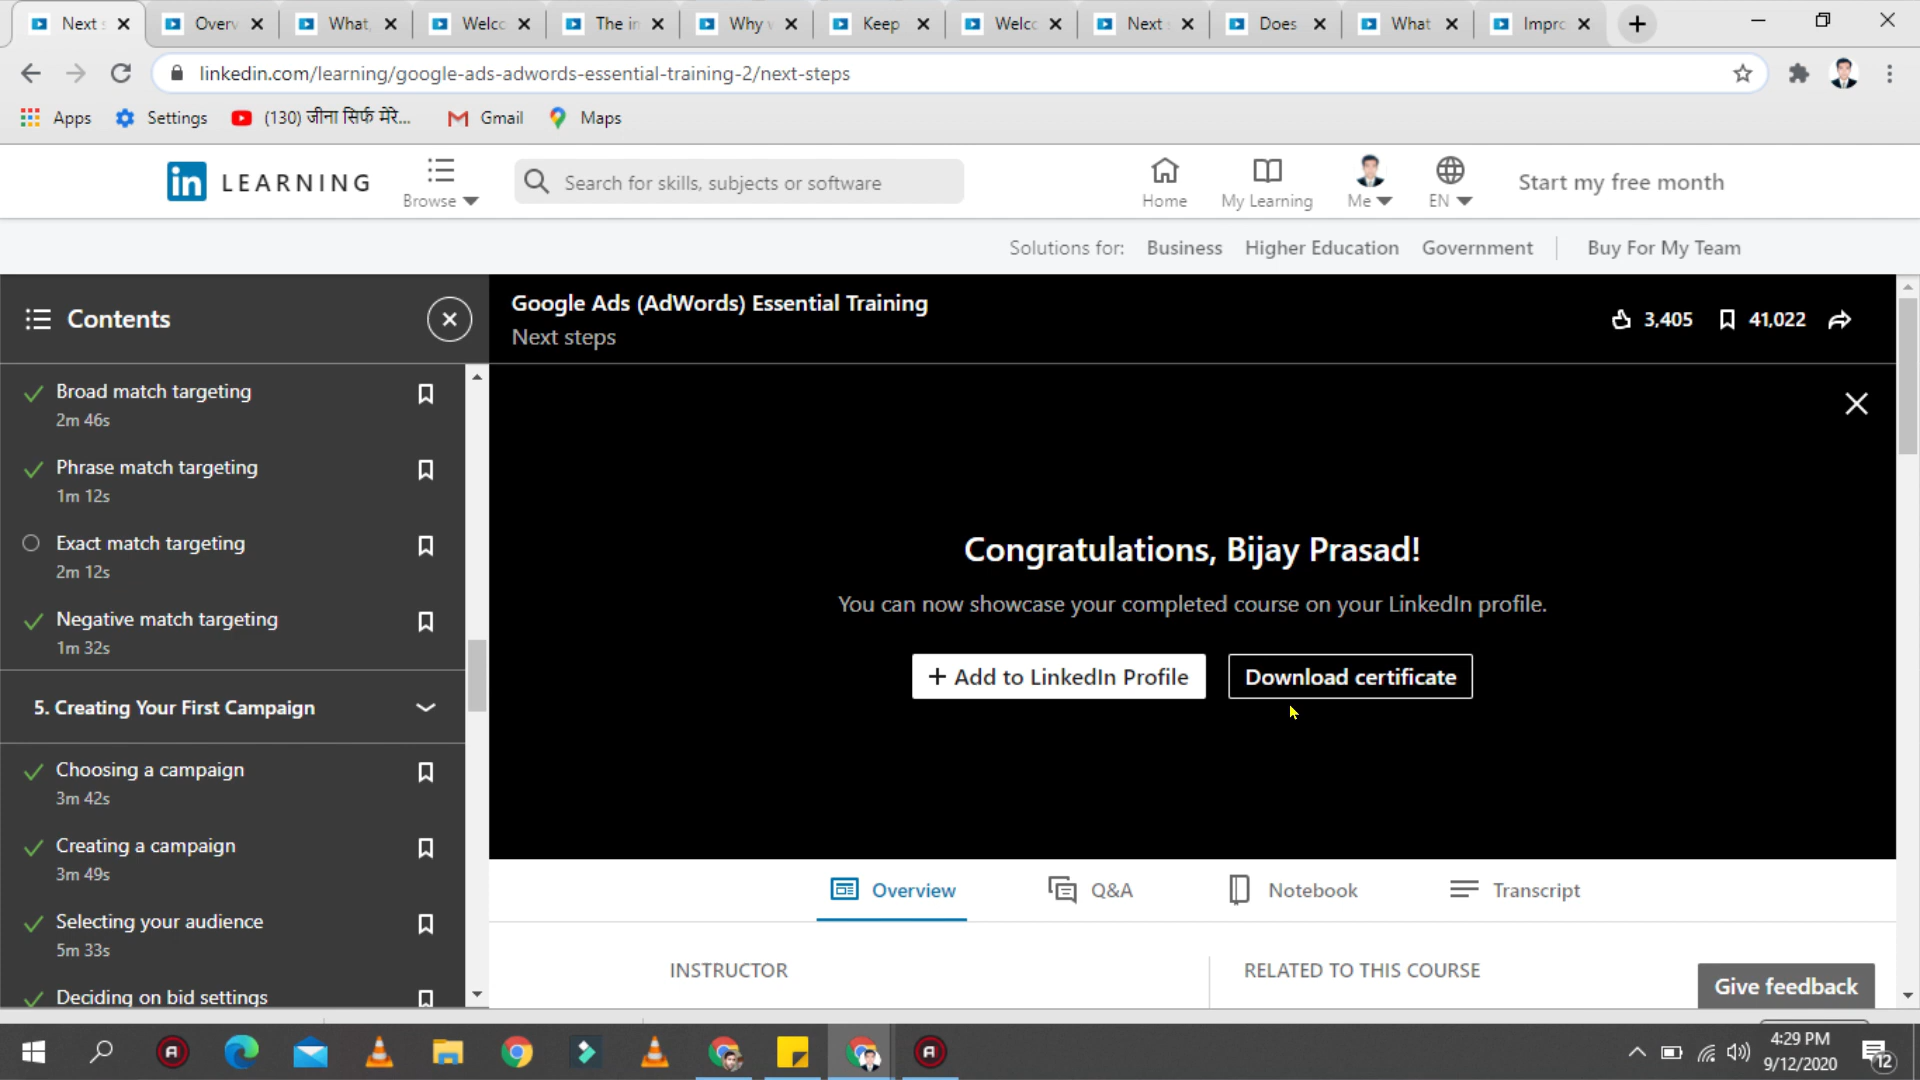 Next s
Overv
What,
Welco
The in
Why v
Keep
Welco
Next s
Does
What
Impro
linkedin.com/learning/google-ads-adwords-essential-training-2/next-steps
Apps
Settings
(130) जीना सिर्फ मेरे...
Gmail
Maps
in LEARNING
Browse
Search for skills, subjects or software
Home
My Learning
Me
EN
Start my free month
Solutions for: Business Higher Education Government Buy For My Team
Contents
Google Ads (AdWords) Essential Training
Next steps
3,405
41,022
Broad match targeting
2m 46s
Phrase match targeting
1m 12s
Exact match targeting
2m 12s
Negative match targeting
1m 32s
5. Creating Your First Campaign
Choosing a campaign
3m 42s
Creating a campaign
3m 49s
Selecting your audience
5m 33s
Deciding on bid settings
Congratulations, Bijay Prasad!
You can now showcase your completed course on your LinkedIn profile.
+ Add to LinkedIn Profile
Download certificate
Overview
Q&A
Notebook
Transcript
INSTRUCTOR
RELATED TO THIS COURSE
Give feedback
4:29 PM
9/12/2020
12